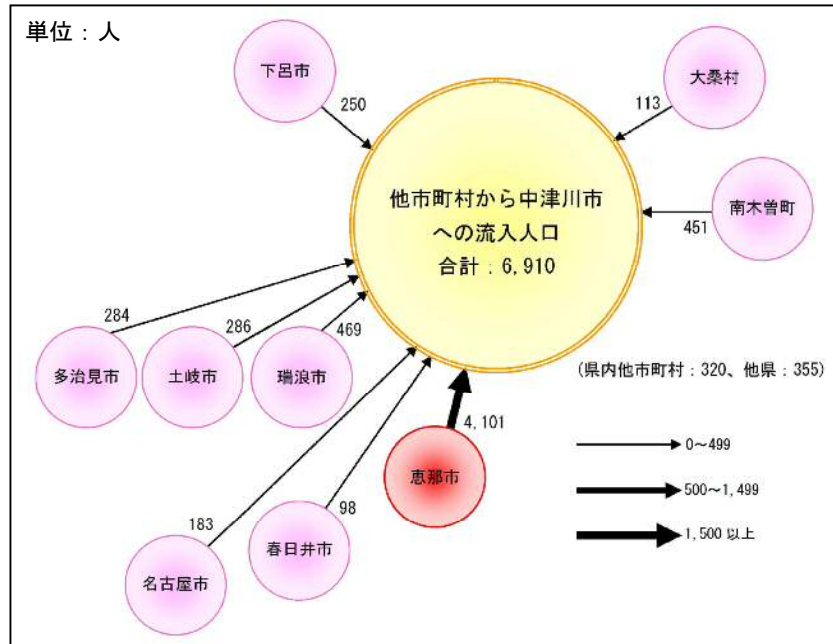 単位：人
下呂市
250
大桑村
113
南木曽町
451
他市町村から中津川市
への流入人口
合計：6,910
284
286
469
多治見市
土岐市
瑞浪市
(県内他市町村：320、他県：355)
4,101
恵那市
0～499
500～1,499
1,500 以上
183
98
名古屋市
春日井市